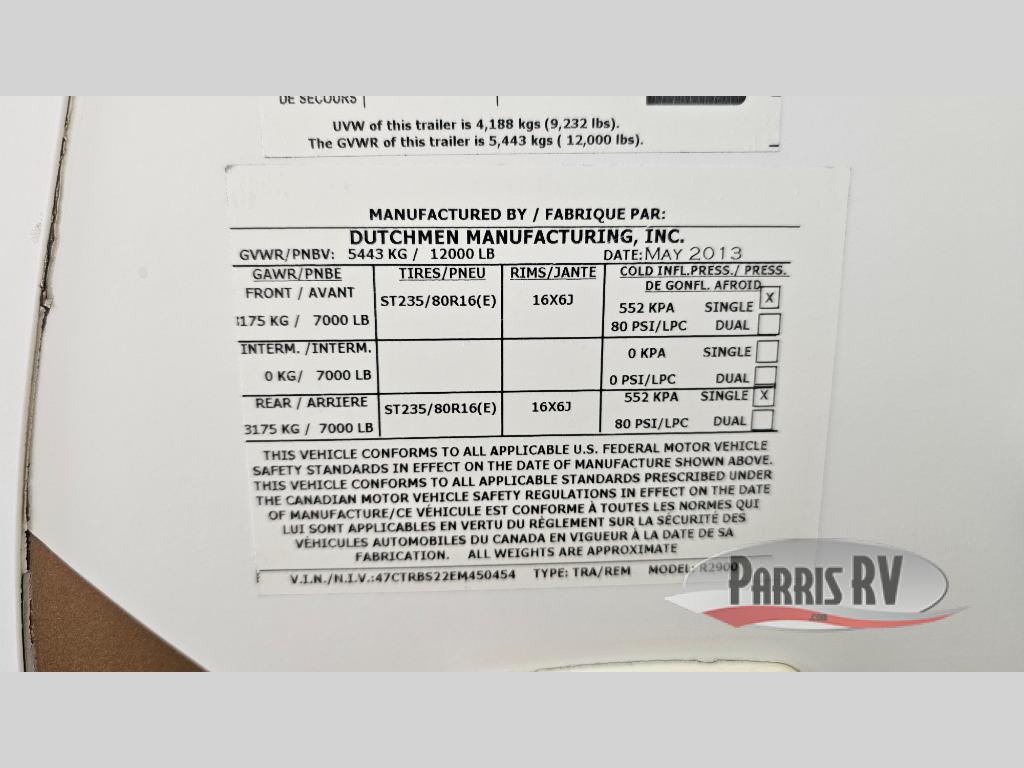 DE SECOURS
UVW of this trailer is 4,188 kgs (9,232 lbs).
The GVWR of this trailer is 5,443 kgs ( 12,000 lbs).
MANUFACTURED BY / FABRIQUE PAR:
DUTCHMEN MANUFACTURING, INC.
GVWR/PNBV: 5443 KG / 12000 LB DATE: MAY 2013
GAWR/PNBE TIRES/PNEU RIMS/JANTE COLD INFL.PRESS./ PRESS.
DE GONFL. AFROID
FRONT / AVANT ST235/80R16(E) 16X6J 552 KPA SINGLE X
3175 KG / 7000 LB 80 PSI/LPC DUAL
INTERM. /INTERM. 0 KPA SINGLE
0 KG/ 7000 LB 0 PSI/LPC DUAL
REAR / ARRIERE ST235/80R16(E) 16X6J 552 KPA SINGLE X
3175 KG / 7000 LB 80 PSI/LPC DUAL
THIS VEHICLE CONFORMS TO ALL APPLICABLE U.S. FEDERAL MOTOR VEHICLE
SAFETY STANDARDS IN EFFECT ON THE DATE OF MANUFACTURE SHOWN ABOVE.
THIS VEHICLE CONFORMS TO ALL APPLICABLE STANDARDS PRESCRIBED UNDER
THE CANADIAN MOTOR VEHICLE SAFETY REGULATIONS IN EFFECT ON THE DATE
OF MANUFACTURE/CE VÉHICULE EST CONFORME À TOUTES LES NORMES QUI
LUI SONT APPLICABLES EN VERTU DU RÈGLEMENT SUR LA SÉCURITÉ DES
VÉHICULES AUTOMOBILES DU CANADA EN VIGUEUR À LA DATE DE SA
FABRICATION. ALL WEIGHTS ARE APPROXIMATE
V.I.N./N.I.V.:47CTRBS22EM450454 TYPE: TRA/REM MODEL: R2900
PARRIS RV
.com